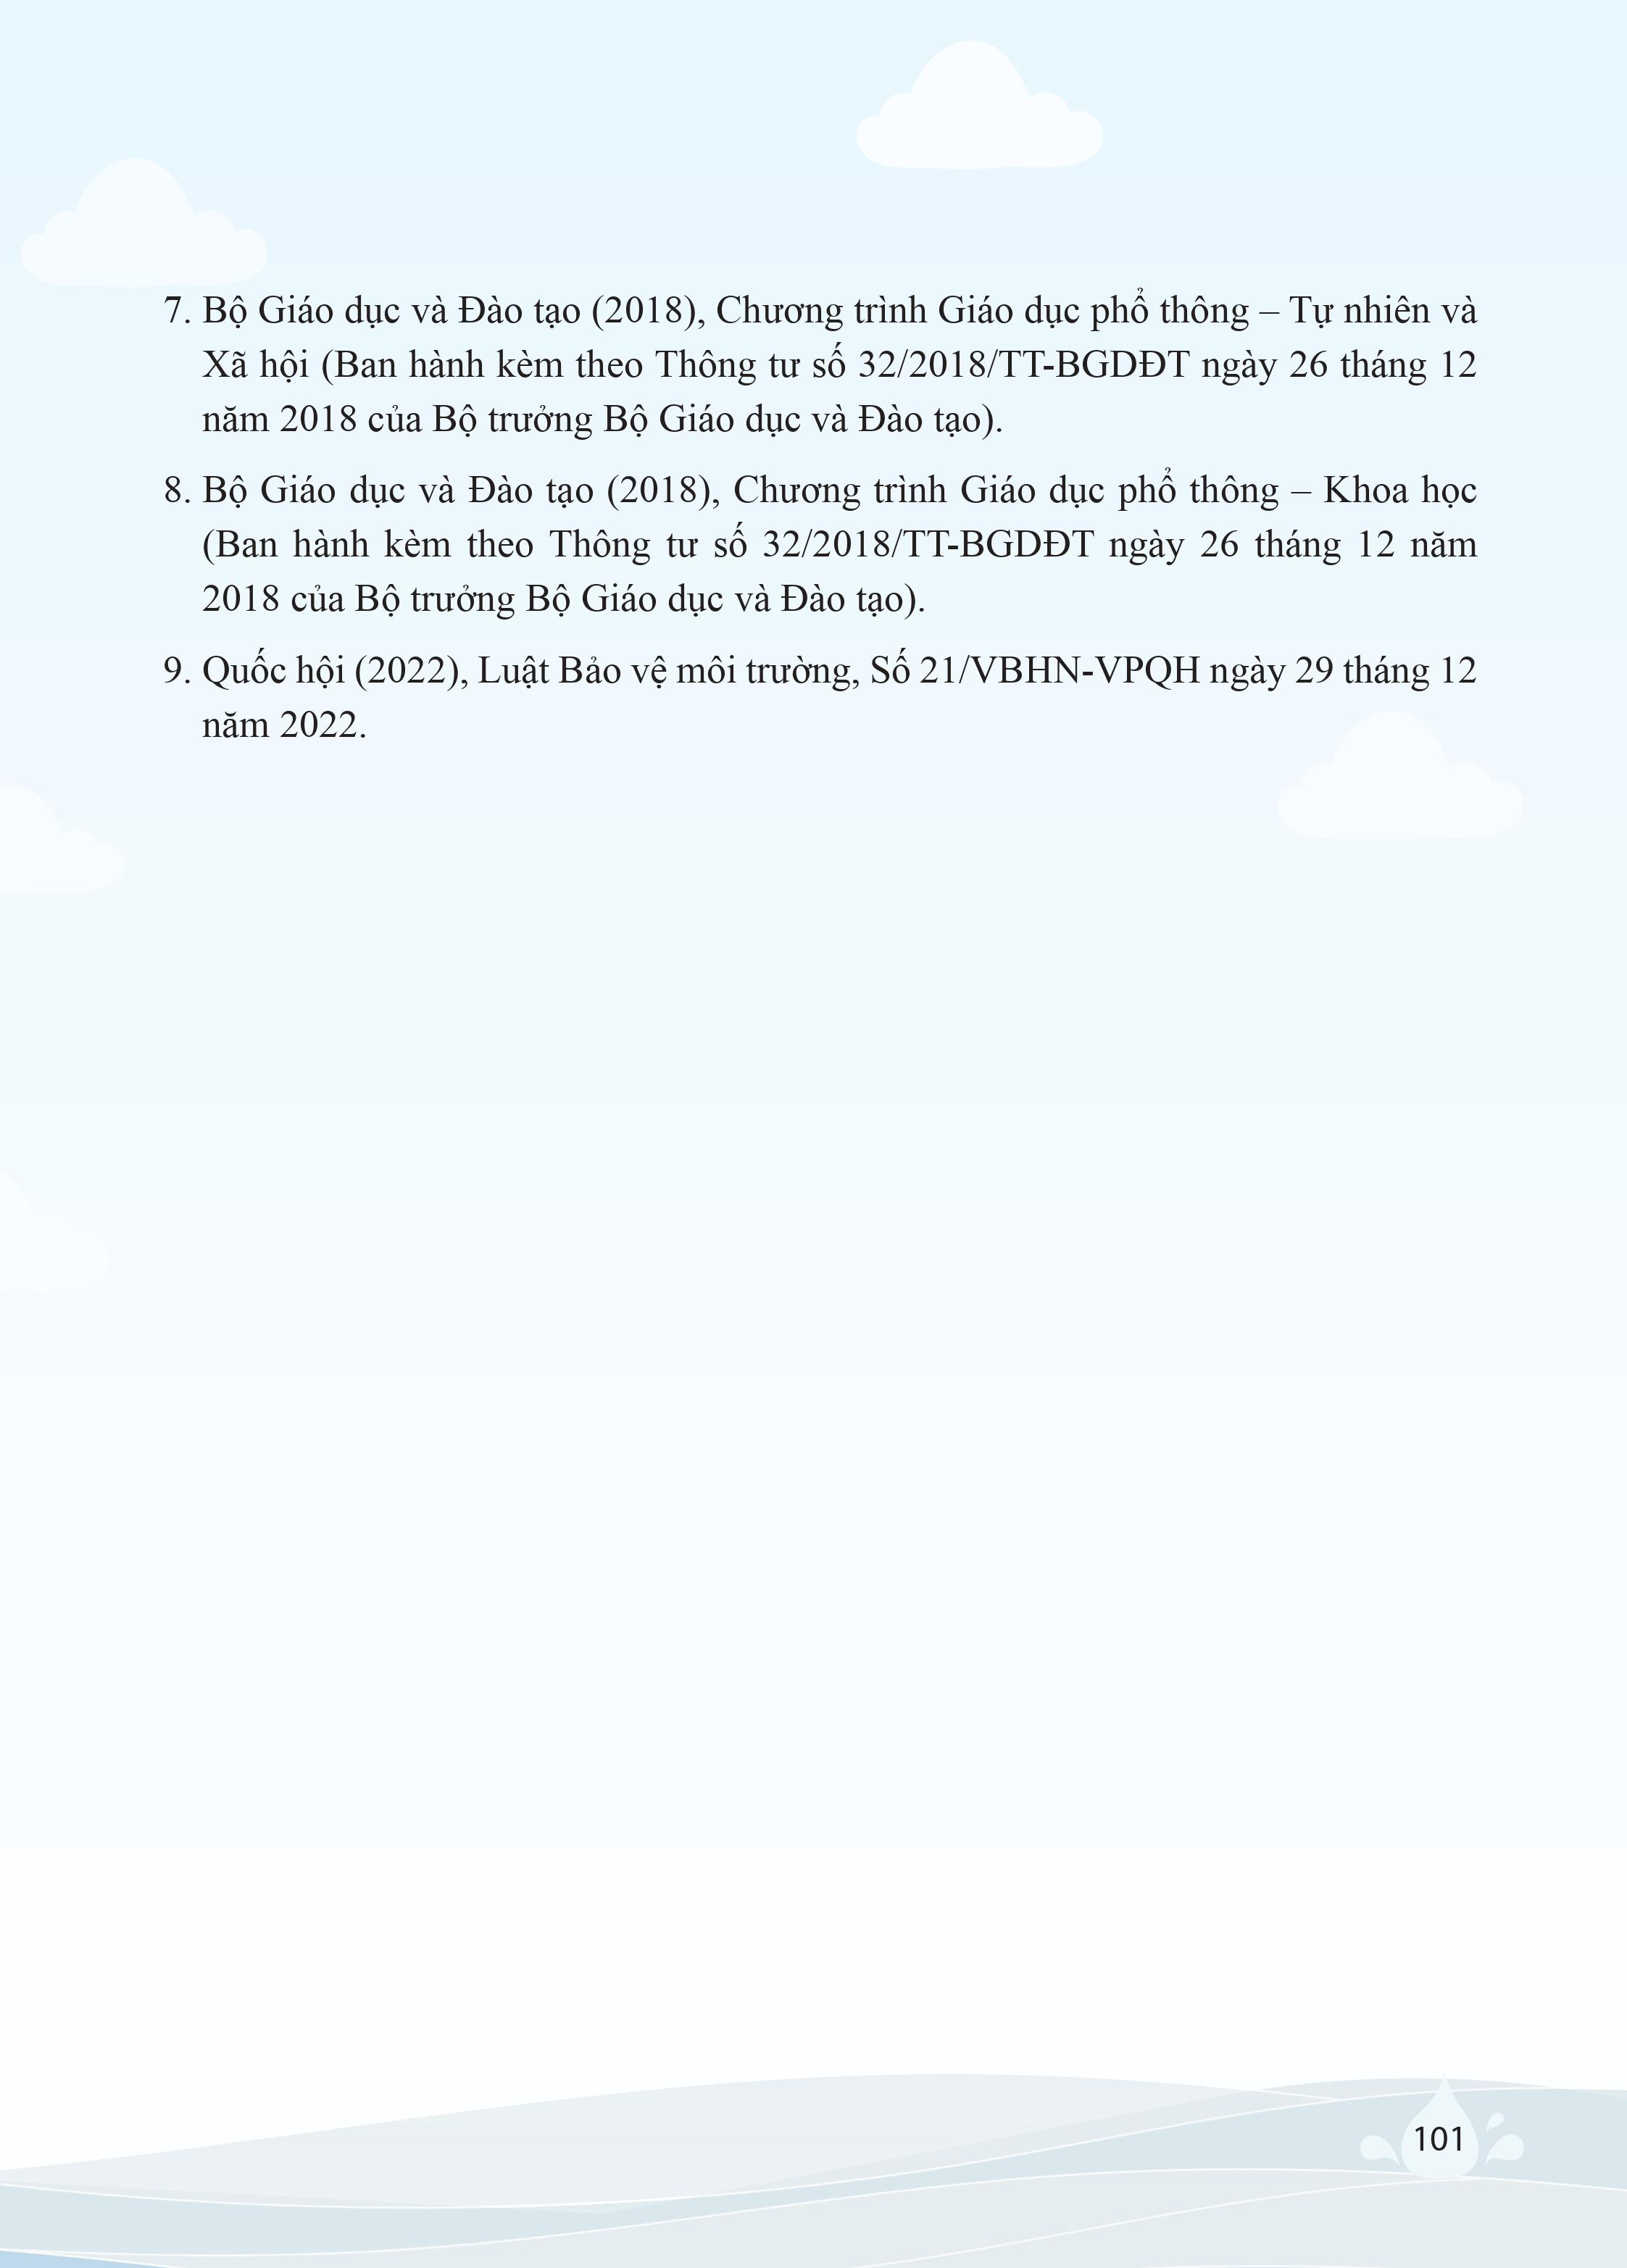 7. Bộ Giáo dục và Đào tạo (2018), Chương trình Giáo dục phổ thông – Tự nhiên và
Xã hội (Ban hành kèm theo Thông tư số 32/2018/TT-BGDĐT ngày 26 tháng 12
năm 2018 của Bộ trưởng Bộ Giáo dục và Đào tạo).
8. Bộ Giáo dục và Đào tạo (2018), Chương trình Giáo dục phổ thông – Khoa học
(Ban hành kèm theo Thông tư số 32/2018/TT-BGDĐT ngày 26 tháng 12 năm
2018 của Bộ trưởng Bộ Giáo dục và Đào tạo).
9. Quốc hội (2022), Luật Bảo vệ môi trường, Số 21/VBHN-VPQH ngày 29 tháng 12
năm 2022.
101